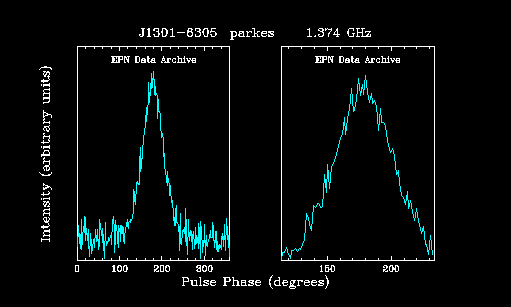 J1301-6305 parkes 1.374 GHz
EPN Data Archive EPN Data Archive
Intensity (arbitrary units)
0 100 200 300 150 200
Pulse Phase (degrees)